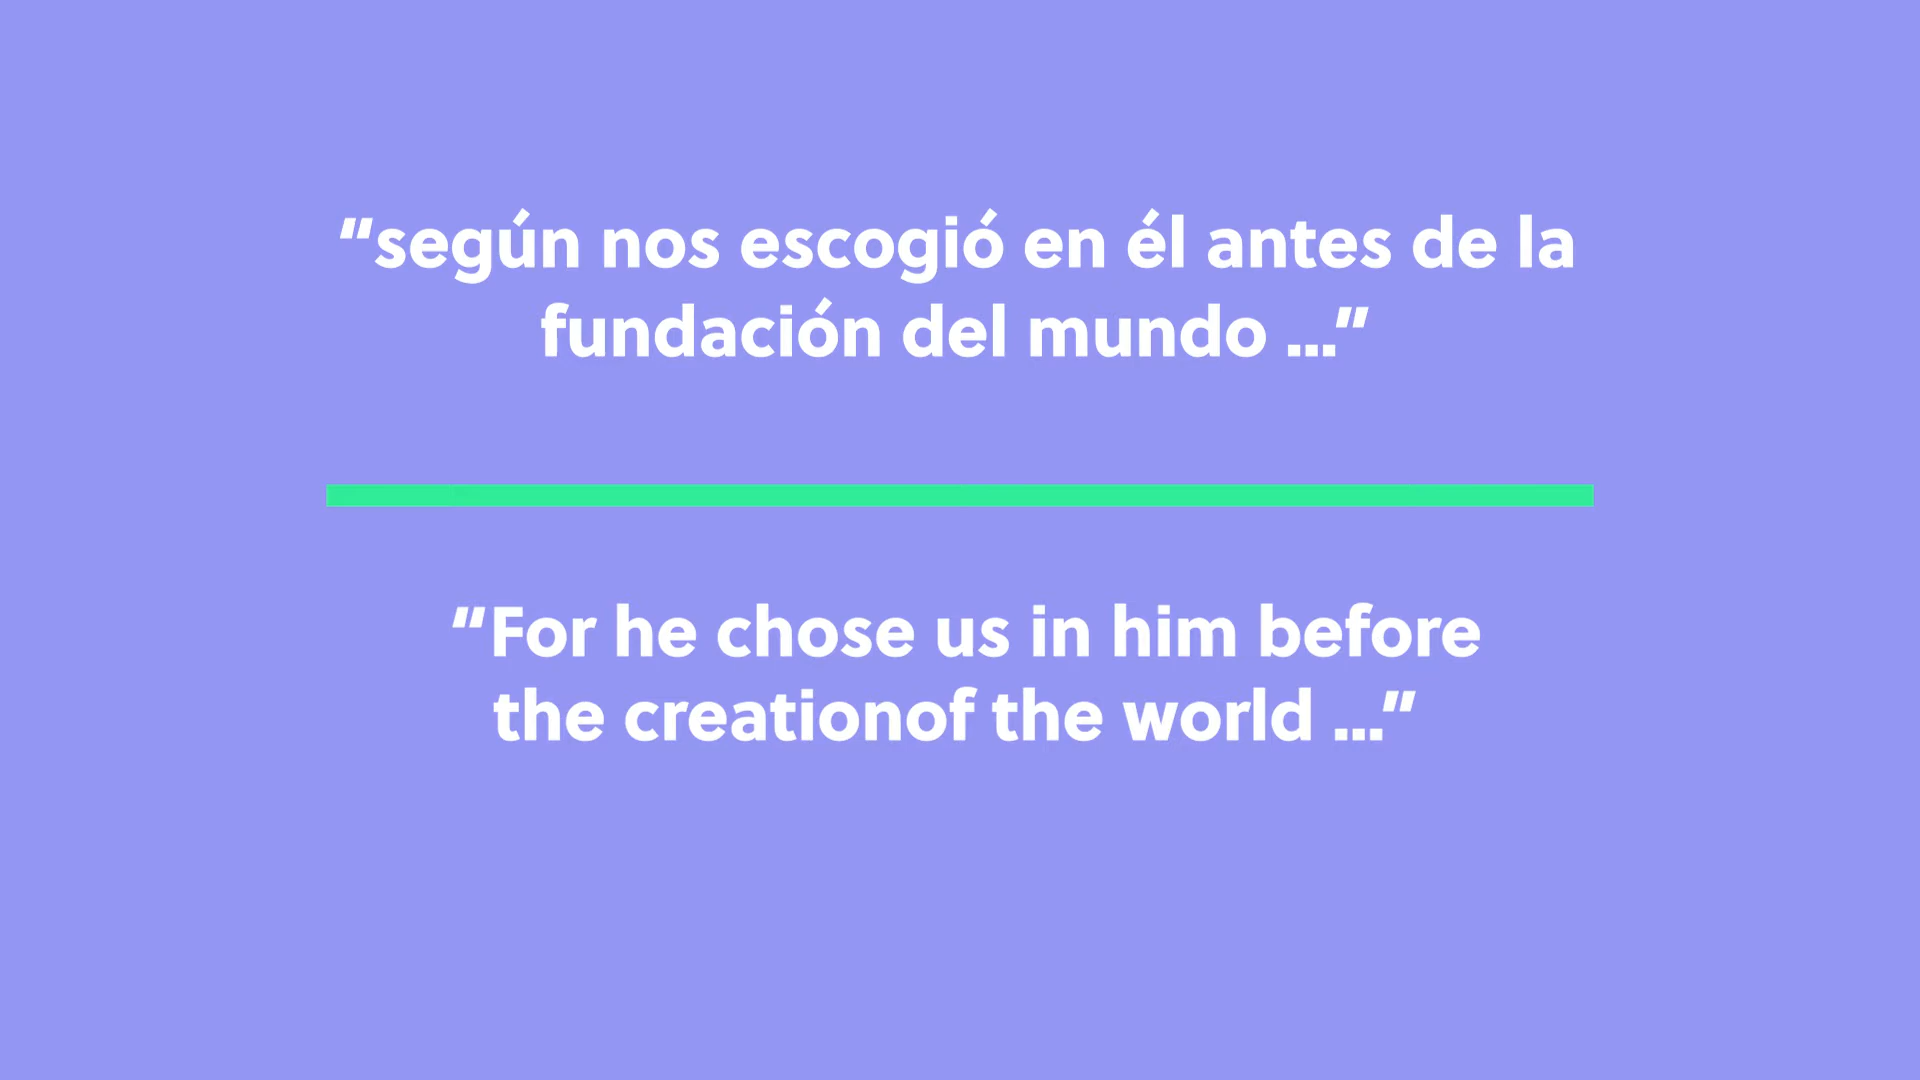 “según nos escogió en él antes de la
fundación del mundo ...”
“For he chose us in him before
the creationof the world ...”